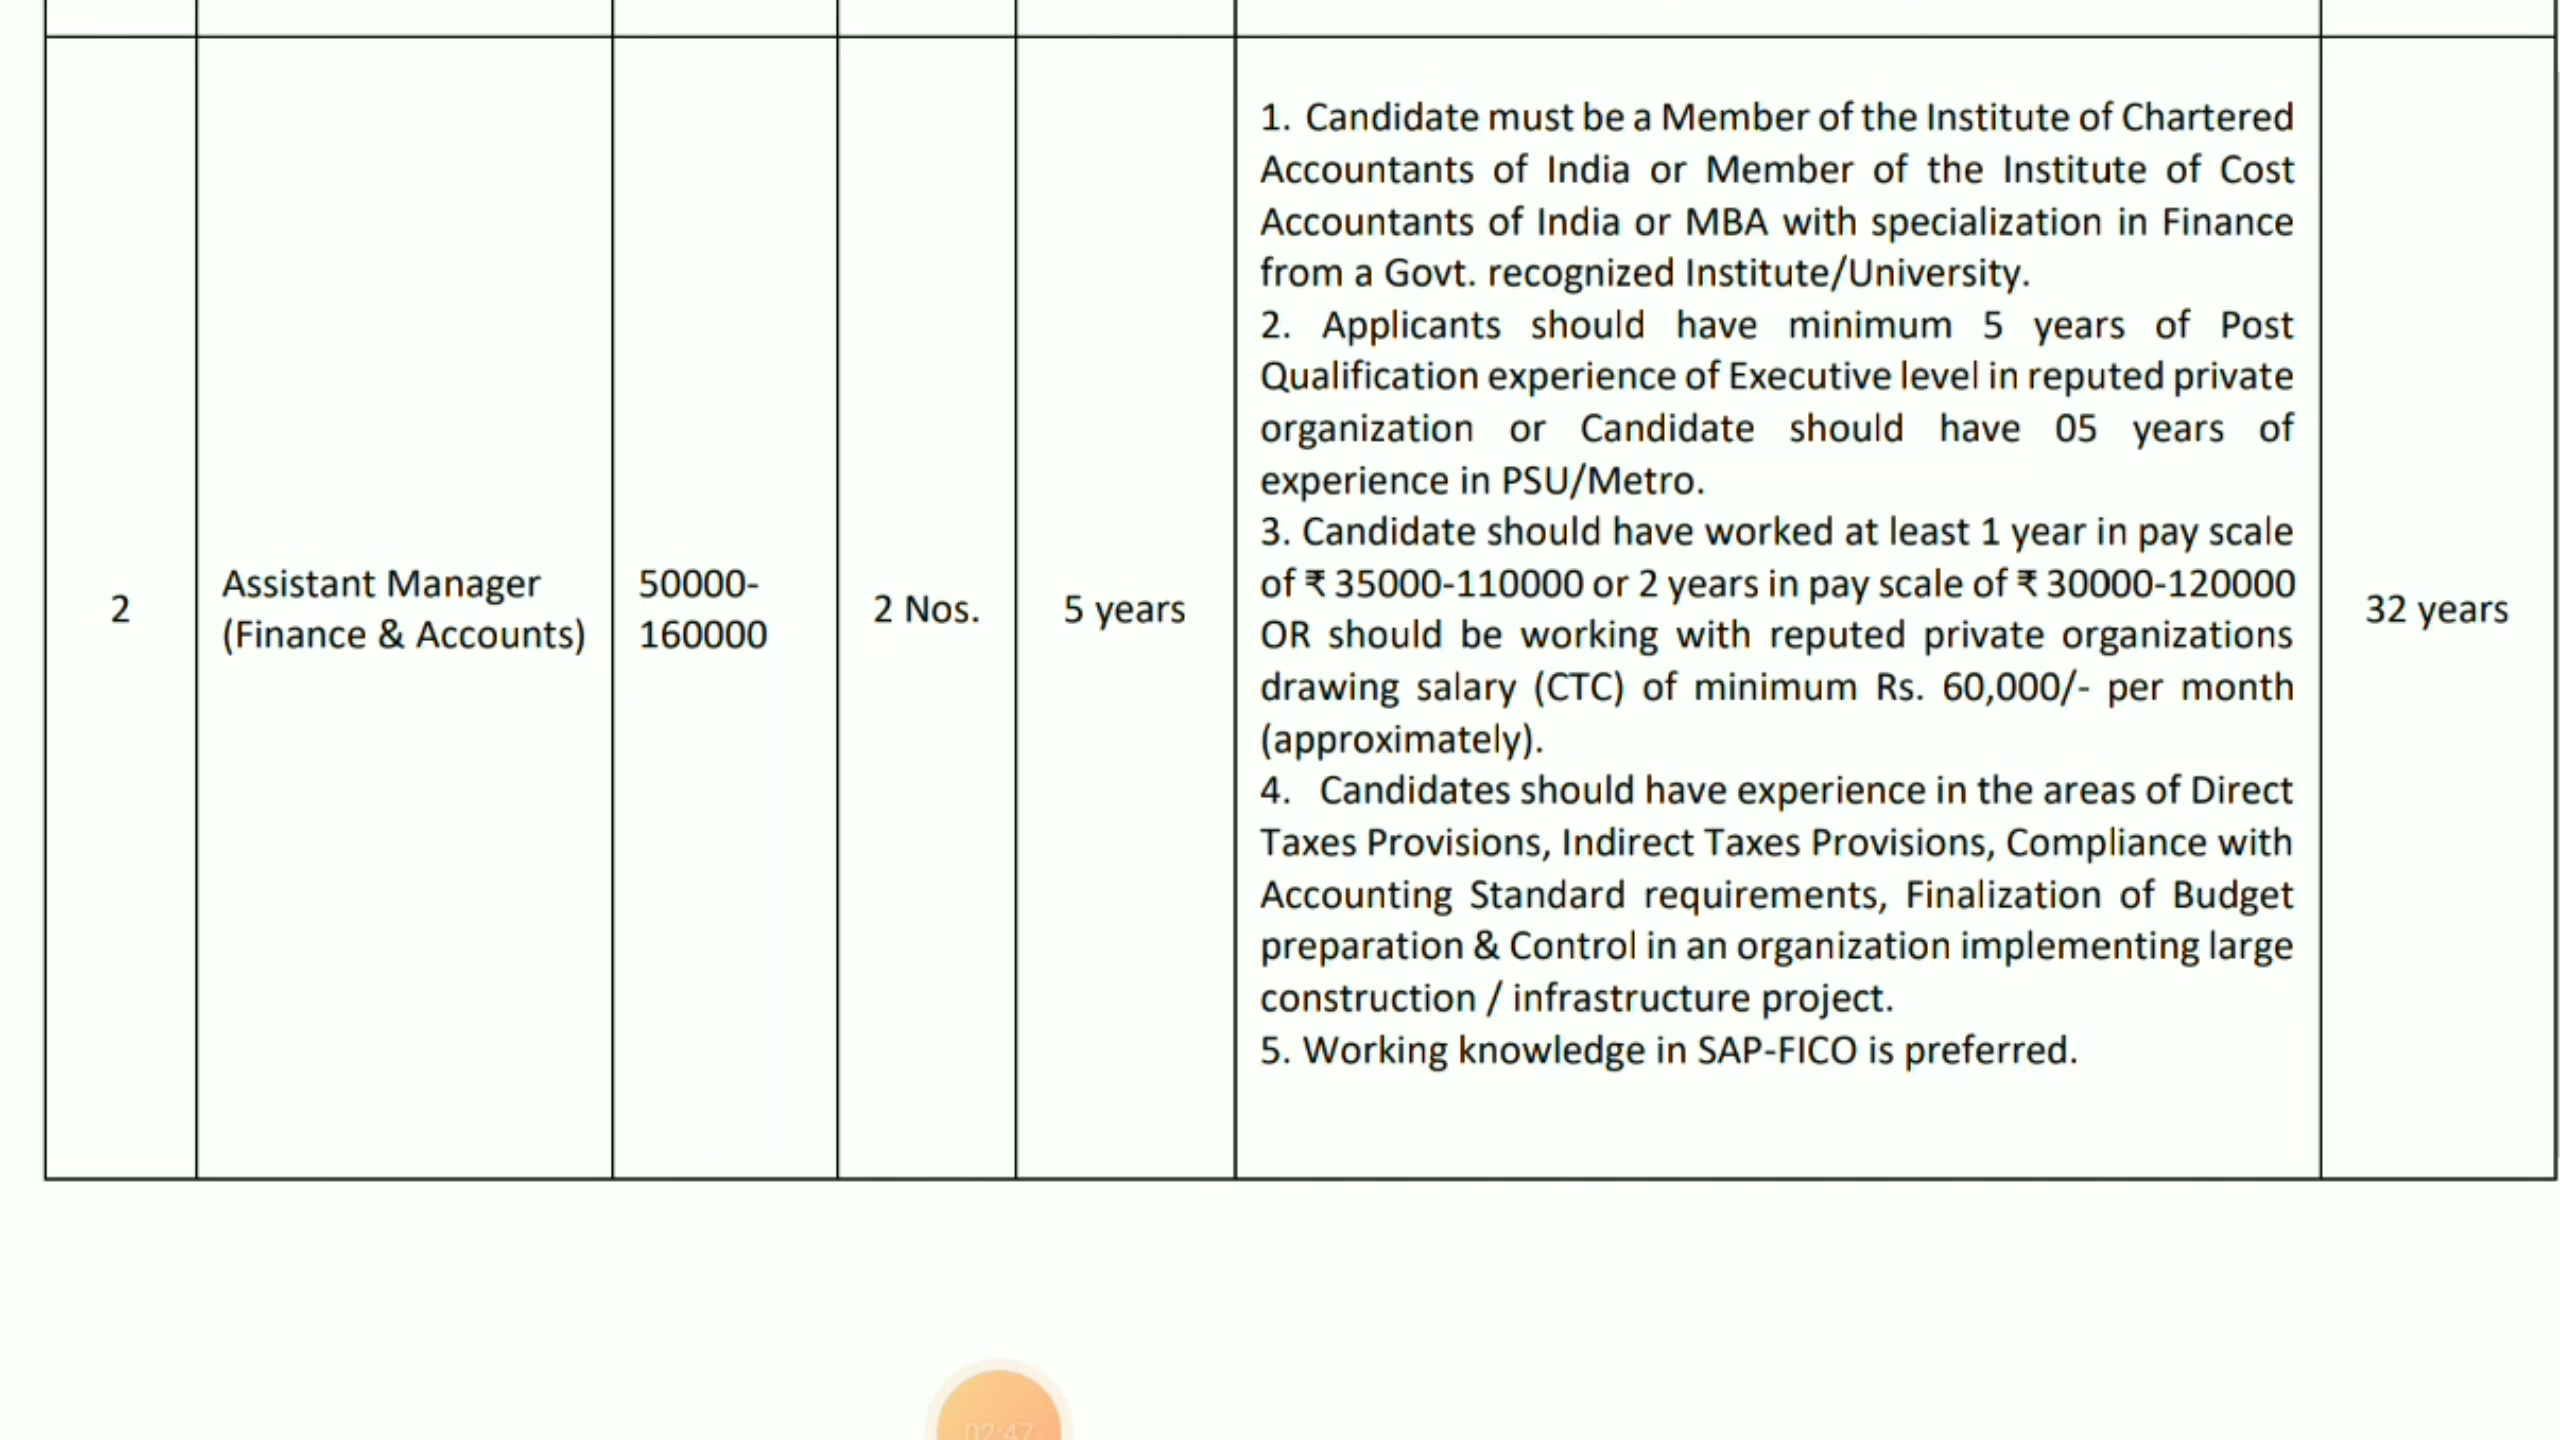 2
Assistant Manager
(Finance & Accounts)
50000-
160000
2 Nos.
5 years
1. Candidate must be a Member of the Institute of Chartered
Accountants of India or Member of the Institute of Cost
Accountants of India or MBA with specialization in Finance
from a Govt. recognized Institute/University.
2. Applicants should have minimum 5 years of Post
Qualification experience of Executive level in reputed private
organization or Candidate should have 05 years of
experience in PSU/Metro.
3. Candidate should have worked at least 1 year in pay scale
of ₹ 35000-110000 or 2 years in pay scale of ₹ 30000-120000
OR should be working with reputed private organizations
drawing salary (CTC) of minimum Rs. 60,000/- per month
(approximately).
4. Candidates should have experience in the areas of Direct
Taxes Provisions, Indirect Taxes Provisions, Compliance with
Accounting Standard requirements, Finalization of Budget
preparation & Control in an organization implementing large
construction / infrastructure project.
5. Working knowledge in SAP-FICO is preferred.
32 years
02:47